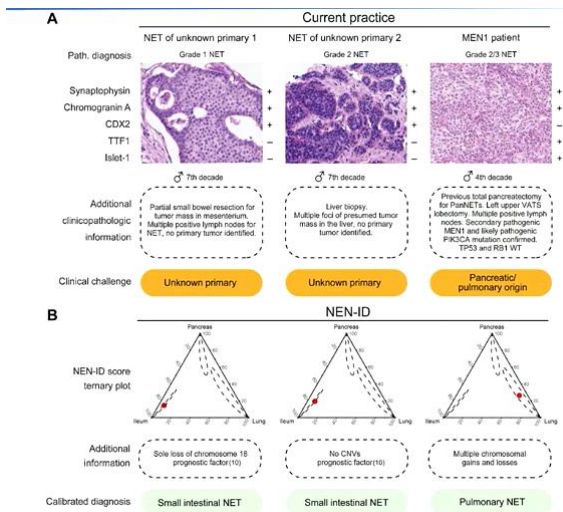 A
Current practice
NET of unknown primary 1
NET of unknown primary 2
MEN1 patient
Path. diagnosis
Grade 1 NET
Grade 2 NET
Grade 2/3 NET
Synaptophysin + + +
Chromogranin A + + +
CDX2 + + +
TTF1 – –
Islet-1 – – +
♂ 7th decade
♂ 7th decade
♂ 4th decade
Additional
clinicopathologic
information
Partial small bowel resection for
tumor mass in mesenterium.
Multiple positive lymph nodes for
NET, no primary tumor identified.
Liver biopsy.
Multiple foci of presumed tumor
mass in the liver, no primary
tumor identified.
Previous total pancreatectomy
for PanNETs. Left upper VATS
lobectomy. Multiple positive lymph
nodes. Secondary pathogenic
MEN1 and likely pathogenic
PIK3CA mutation confirmed.
TP53 and RB1 WT
Clinical challenge
Unknown primary
Unknown primary
Pancreatic/
pulmonary origin
B
NEN-ID
NEN-ID score
ternary plot
Pancreas
Ileum
Lung
Pancreas
Ileum
Lung
Pancreas
Ileum
Lung
Additional
information
Sole loss of chromosome 18
prognostic factor(10)
No CNVs
prognostic factor(10)
Multiple chromosomal
gains and losses
Calibrated diagnosis
Small intestinal NET
Small intestinal NET
Pulmonary NET